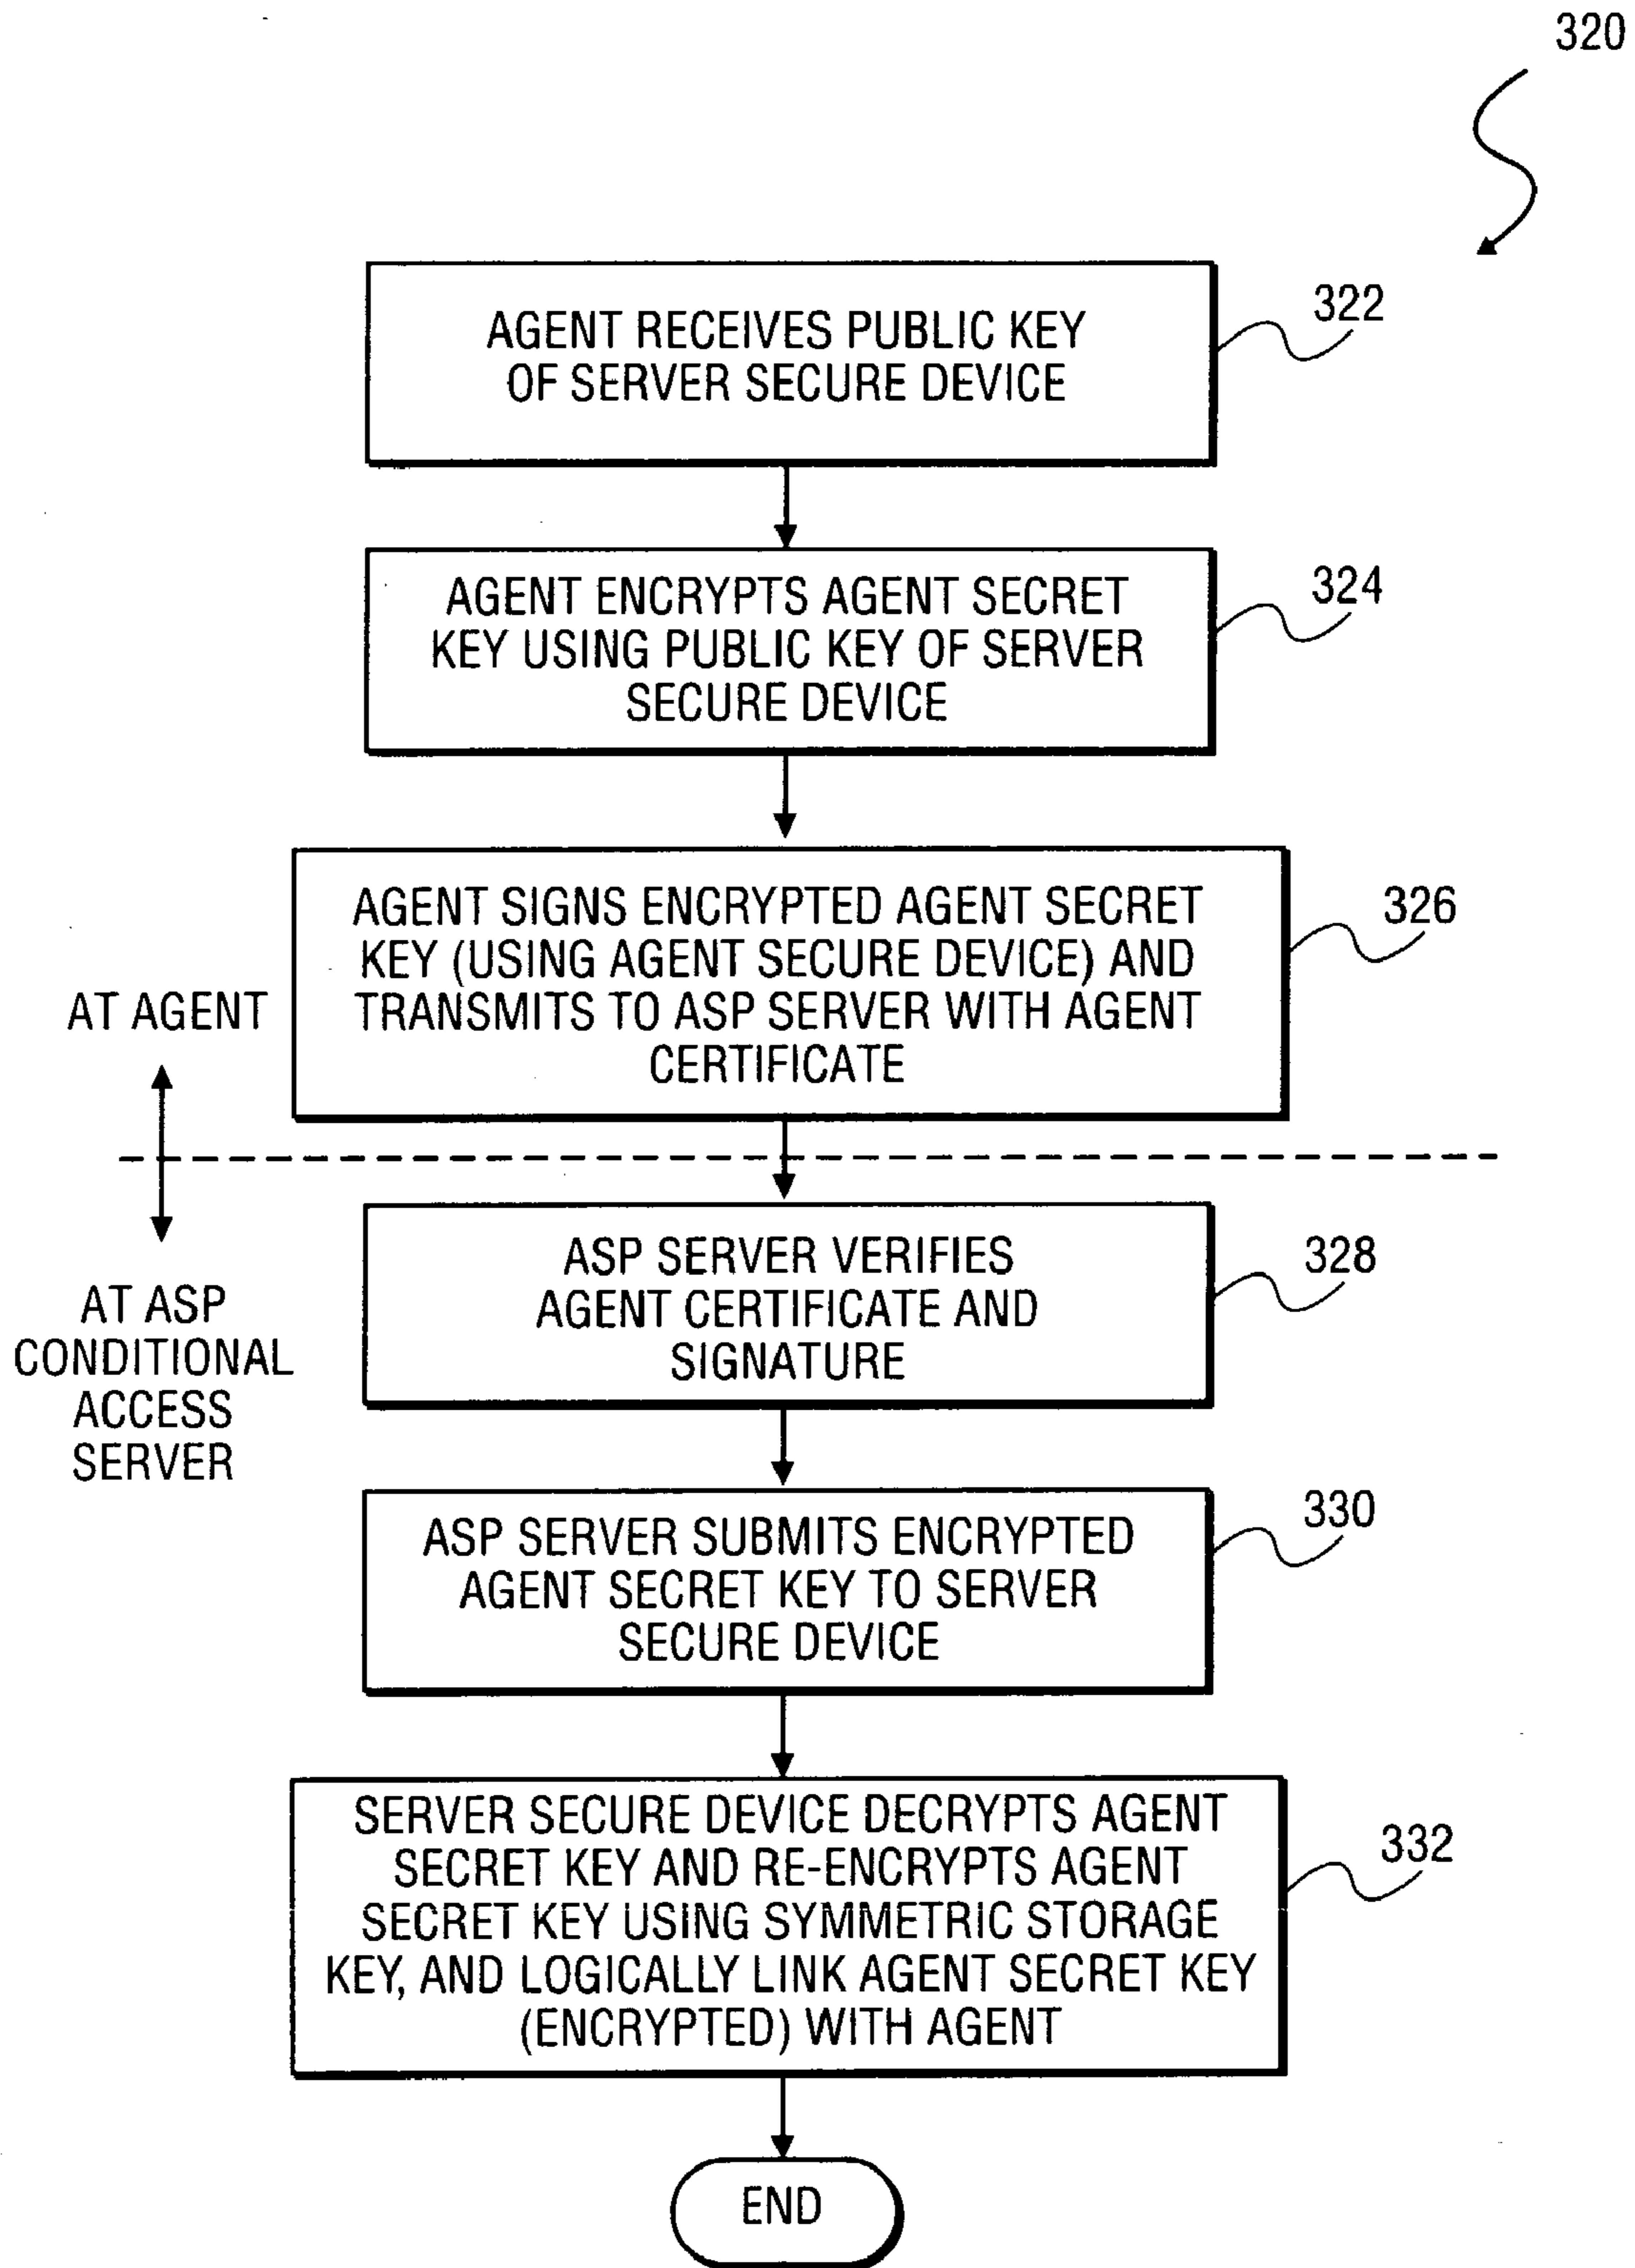 320
AGENT RECEIVES PUBLIC KEY
OF SERVER SECURE DEVICE
322
AGENT ENCRYPTS AGENT SECRET
KEY USING PUBLIC KEY OF SERVER
SECURE DEVICE
324
AGENT SIGNS ENCRYPTED AGENT SECRET
KEY (USING AGENT SECURE DEVICE) AND
TRANSMITS TO ASP SERVER WITH AGENT
CERTIFICATE
326
AT AGENT
AT ASP
CONDITIONAL
ACCESS
SERVER
ASP SERVER VERIFIES
AGENT CERTIFICATE AND
SIGNATURE
328
ASP SERVER SUBMITS ENCRYPTED
AGENT SECRET KEY TO SERVER
SECURE DEVICE
330
SERVER SECURE DEVICE DECRYPTS AGENT
SECRET KEY AND RE-ENCRYPTS AGENT
SECRET KEY USING SYMMETRIC STORAGE
KEY, AND LOGICALLY LINK AGENT SECRET KEY
(ENCRYPTED) WITH AGENT
332
END